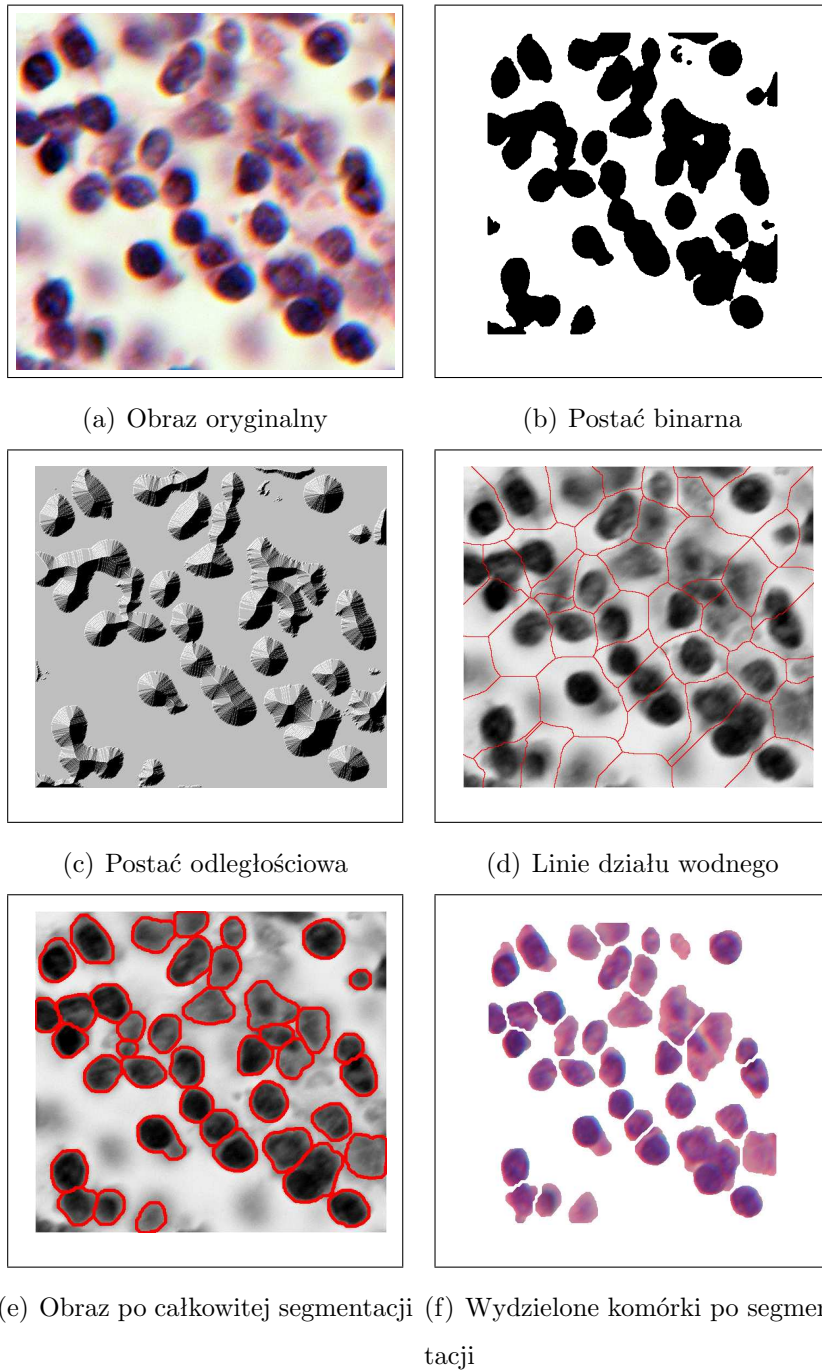 (a) Obraz oryginalny
(b) Postać binarna
(c) Postać odległościowa
(d) Linie działu wodnego
(e) Obraz po całkowitej segmentacji
(f) Wydzielone komórki po segmen
tacji